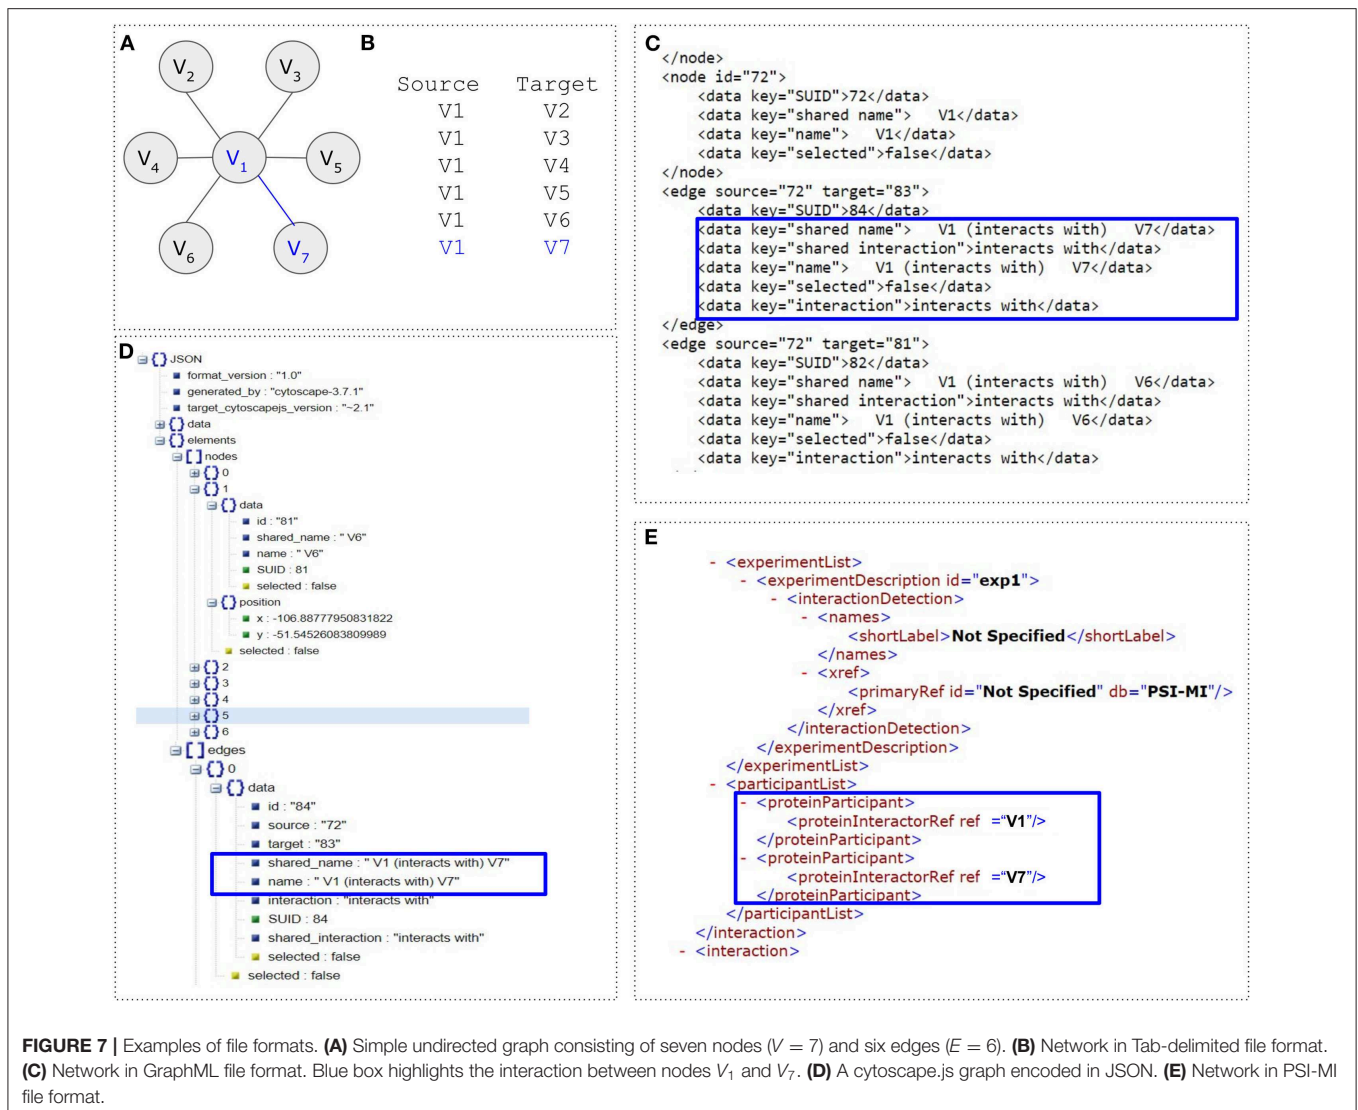 A
V2
V3
V4
V1
V5
V6
V7
B
Source Target
V1 V2
V1 V3
V1 V4
V1 V5
V1 V6
V1 V7
C
</node>
<node id="72">
<data key="SUID">72</data>
<data key="shared name"> V1</data>
<data key="name"> V1</data>
<data key="selected">false</data>
</node>
<edge source="72" target="83">
<data key="SUID">84</data>
<data key="shared name"> V1 (interacts with) V7</data>
<data key="shared interaction">interacts with</data>
<data key="name"> V1 (interacts with) V7</data>
<data key="selected">false</data>
<data key="interaction">interacts with</data>
</edge>
<edge source="72" target="81">
<data key="SUID">82</data>
<data key="shared name"> V1 (interacts with) V6</data>
<data key="shared interaction">interacts with</data>
<data key="name"> V1 (interacts with) V6</data>
<data key="selected">false</data>
<data key="interaction">interacts with</data>
D
{} JSON
format_version : "1.0"
generated_by : "cytoscape-3.7.1"
target_cytoscapejs_version : "~2.1"
{} data
{} elements
[] nodes
{} 0
{} 1
{} data
id : "81"
shared_name : " V6"
name : " V6"
SUID : 81
selected : false
{} position
x : -106.88777950831822
y : -51.54526083809989
selected : false
{} 2
{} 3
{} 4
{} 5
{} 6
[] edges
{} 0
{} data
id : "84"
source : "72"
target : "83"
shared_name : " V1 (interacts with) V7"
name : " V1 (interacts with) V7"
interaction : "interacts with"
SUID : 84
shared_interaction : "interacts with"
selected : false
selected : false
E
- <experimentList>
- <experimentDescription id="exp1">
- <interactionDetection>
- <names>
<shortLabel>Not Specified</shortLabel>
</names>
- <xref>
<primaryRef id="Not Specified" db="PSI-MI"/>
</xref>
</interactionDetection>
</experimentDescription>
</experimentList>
- <participantList>
- <proteinParticipant>
<proteinInteractorRef ref =“V1”/>
</proteinParticipant>
- <proteinParticipant>
<proteinInteractorRef ref =“V7”/>
</proteinParticipant>
</participantList>
</interaction>
- <interaction>
FIGURE 7 | Examples of file formats. (A) Simple undirected graph consisting of seven nodes (V = 7) and six edges (E = 6). (B) Network in Tab-delimited file format.
(C) Network in GraphML file format. Blue box highlights the interaction between nodes V1 and V7. (D) A cytoscape.js graph encoded in JSON. (E) Network in PSI-MI
file format.